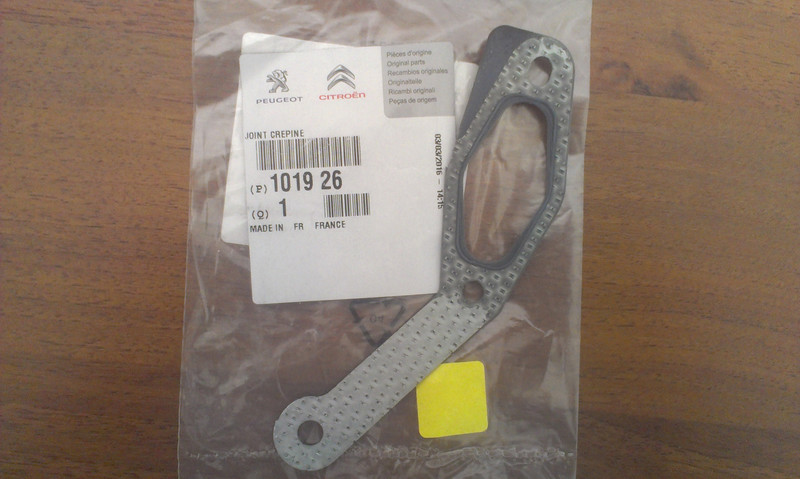 Pièces d'origine
Original parts
Recambios originales
Originalteile
Ricambi originali
Peças de origem
PEUGEOT CITROËN
JOINT CREPINE
(P) 1019 26
(Q) 1
MADE IN FR FRANCE
03/03/2016 - 14:15